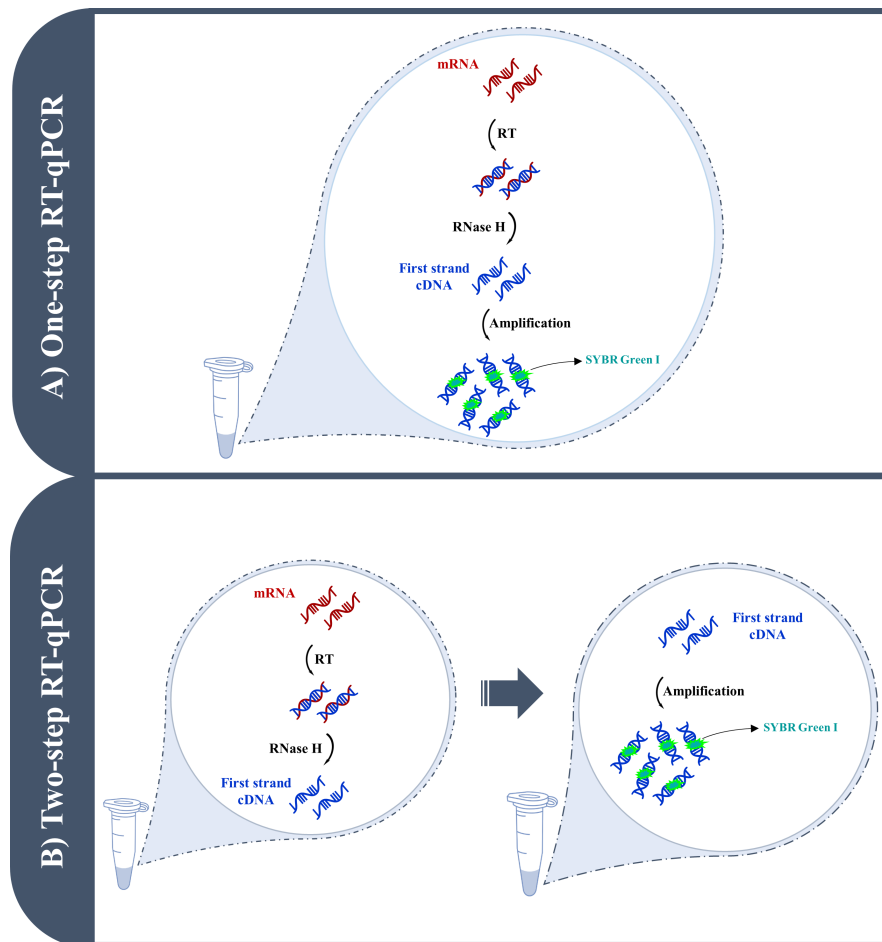 A) One-step RT-qPCR
mRNA
RT
RNase H
First strand
cDNA
Amplification
SYBR Green I
B) Two-step RT-qPCR
mRNA
RT
RNase H
First strand
cDNA
First strand
cDNA
Amplification
SYBR Green I